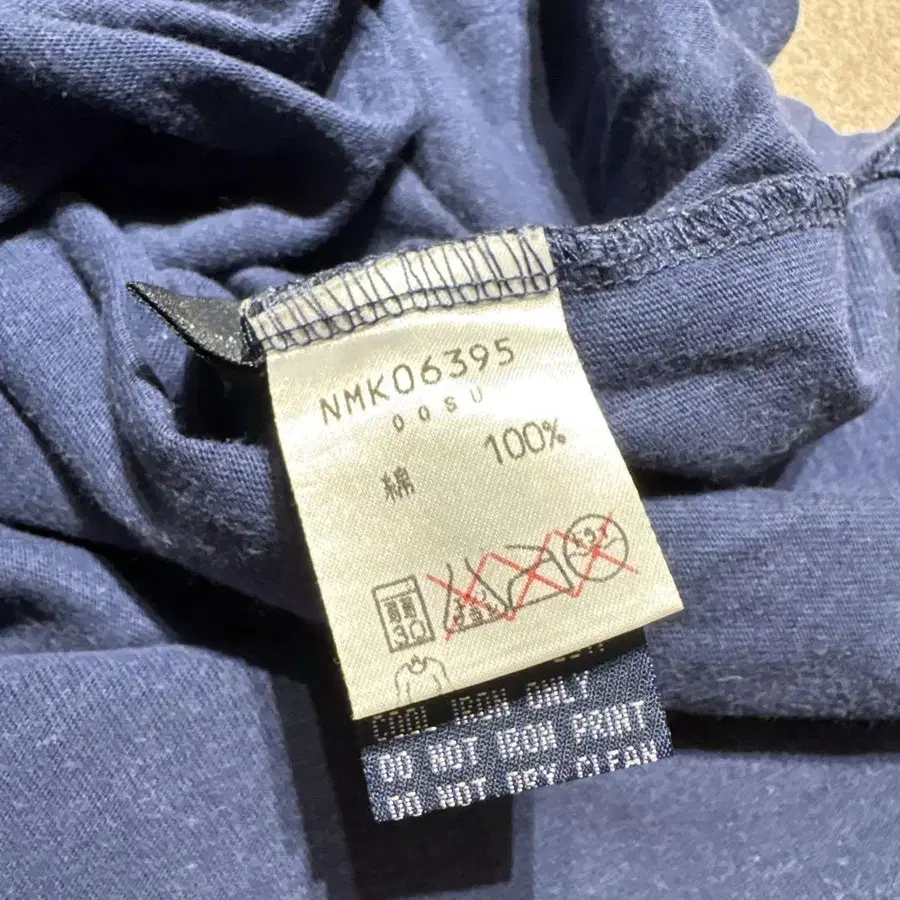 NMK06395
00SU
綿 100%
30
COOL IRON ONLY
DO NOT IRON PRINT
DO NOT DRY CLEAN